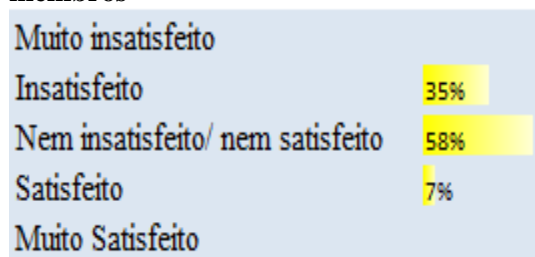 Muito insatisfeito
Insatisfeito 35%
Nem insatisfeito/ nem satisfeito 58%
Satisfeito 7%
Muito Satisfeito